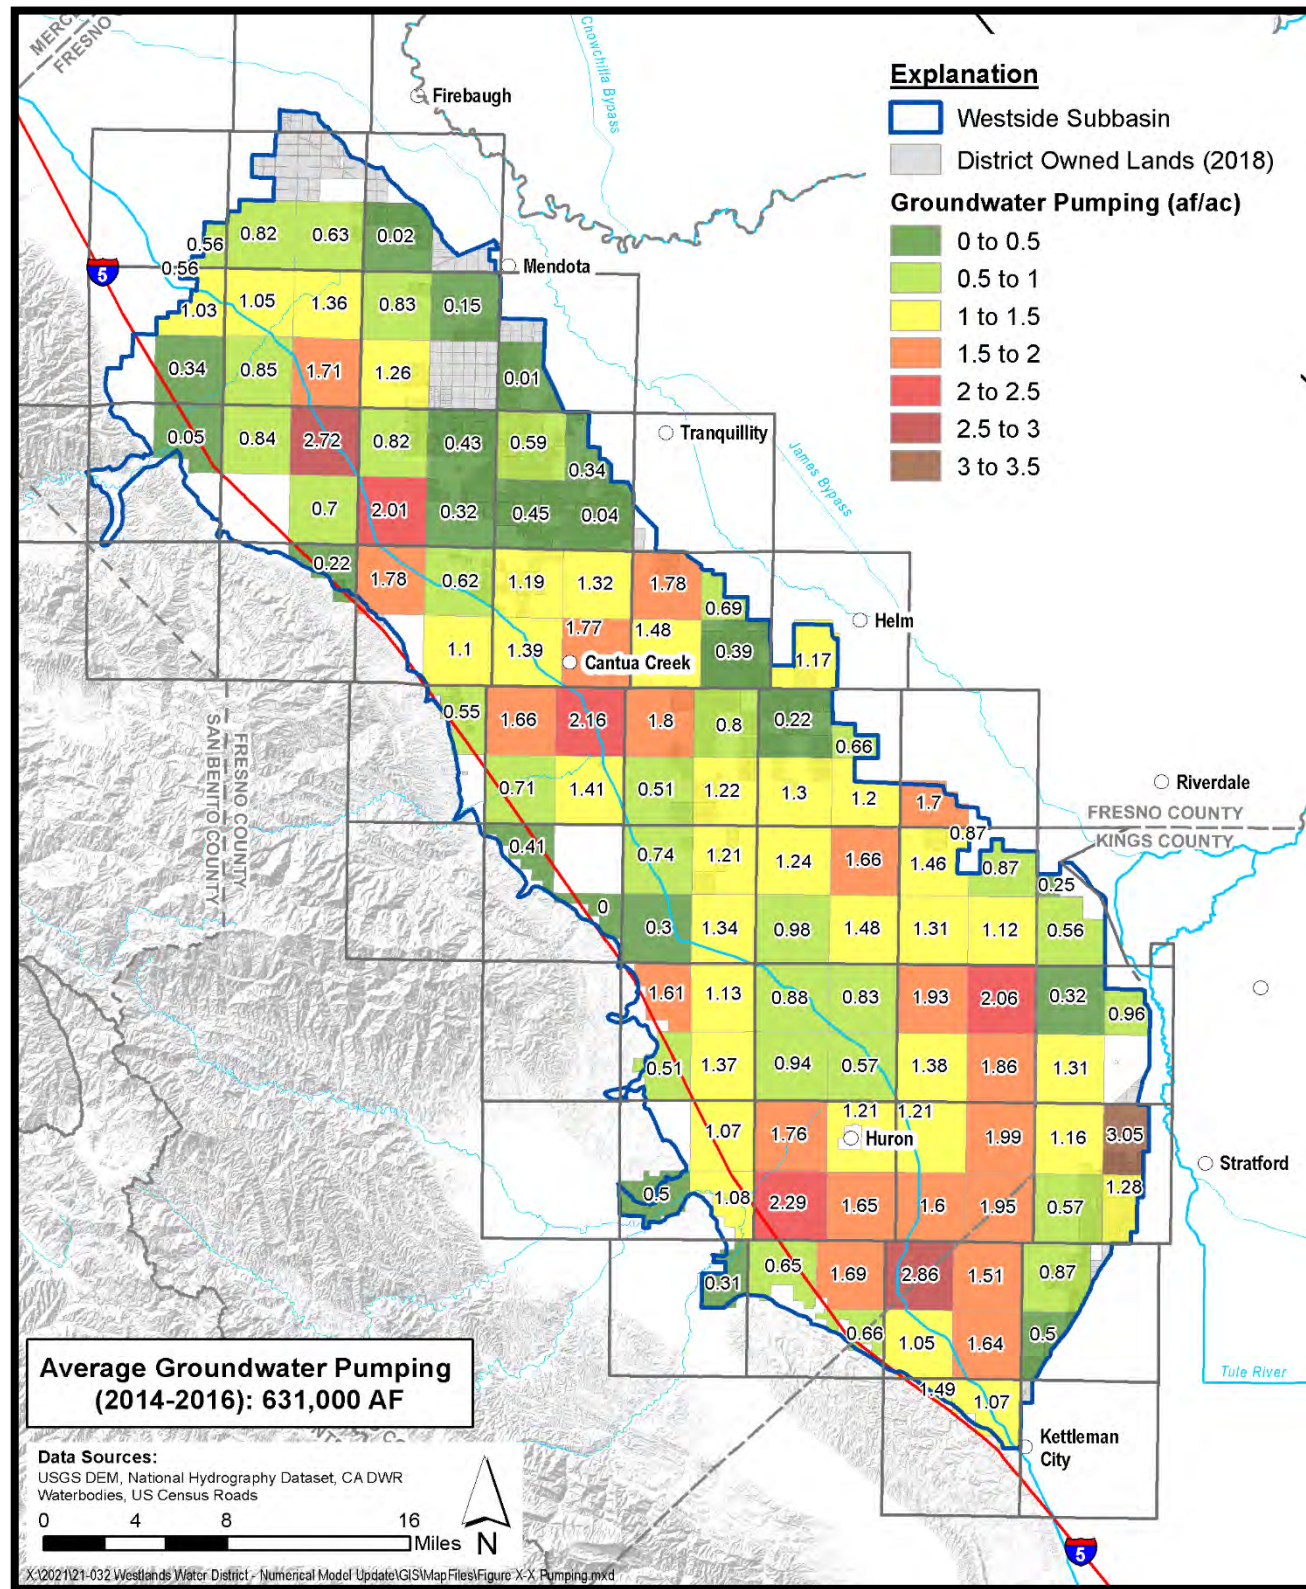 MERCED
FRESNO
Firebaugh
Chowchilla Bypass
Explanation
Westside Subbasin
District Owned Lands (2018)
Groundwater Pumping (af/ac)
0 to 0.5
0.5 to 1
1 to 1.5
1.5 to 2
2 to 2.5
2.5 to 3
3 to 3.5
0.56 0.82 0.63 0.02
0.56
5
Mendota
1.03 1.05 1.36 0.83 0.15
0.34 0.85 1.71 1.26 0.01
0.05 0.84 2.72 0.82 0.43 0.59 0.34
Tranquillity
James Bypass
0.7 2.01 0.32 0.45 0.04
0.22 1.78 0.62 1.19 1.32 1.78 0.69
Helm
1.1 1.39 1.77 1.48 0.39 1.17
Cantua Creek
0.55 1.66 2.16 1.8 0.8 0.22 0.66
FRESNO COUNTY
SAN BENITO COUNTY
0.71 1.41 0.51 1.22 1.3 1.2 1.7
Riverdale
FRESNO COUNTY
KINGS COUNTY
0.87
0.41 0.74 1.21 1.24 1.66 1.46 0.87 0.25
0 0.3 1.34 0.98 1.48 1.31 1.12 0.56
1.61 1.13 0.88 0.83 1.93 2.06 0.32 0.96
0.51 1.37 0.94 0.57 1.38 1.86 1.31
1.07 1.76 1.21 1.21 1.99 1.16 3.05
Huron
Stratford
0.5 1.08 2.29 1.65 1.6 1.95 0.57 1.28
0.31 0.65 1.69 2.86 1.51 0.87
0.66 1.05 1.64 0.5
1.49 1.07
Tule River
Kettleman
City
5
Average Groundwater Pumping
(2014-2016): 631,000 AF
Data Sources:
USGS DEM, National Hydrography Dataset, CA DWR
Waterbodies, US Census Roads
0 4 8 16
Miles
N
X:\2021\21-032 Westlands Water District - Numerical Model Update\GIS\MapFiles\Figure X-X Pumping.mxd